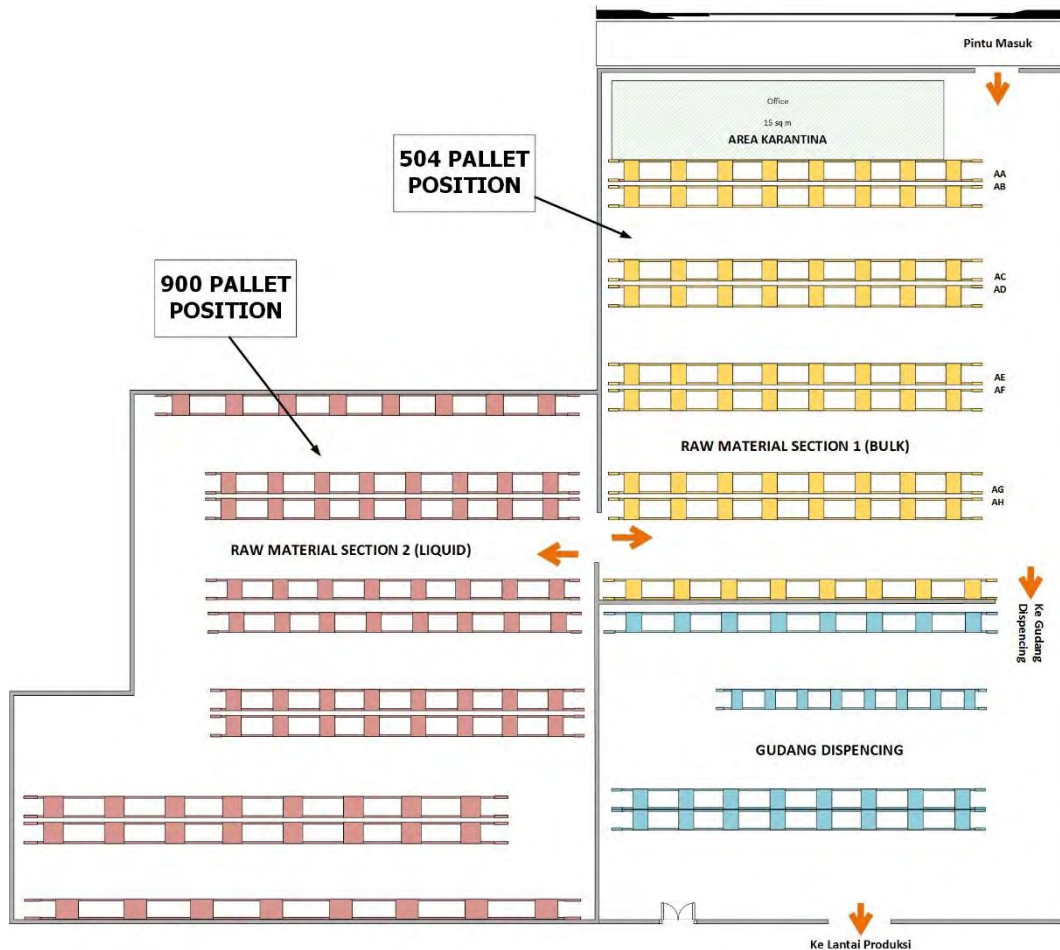 Pintu Masuk
Office
15 sq m
AREA KARANTINA
504 PALLET
POSITION
AA
AB
900 PALLET
POSITION
AC
AD
AE
AF
RAW MATERIAL SECTION 1 (BULK)
AG
AH
RAW MATERIAL SECTION 2 (LIQUID)
Ke Gudang
Dispencing
GUDANG DISPENCING
Ke Lantai Produksi